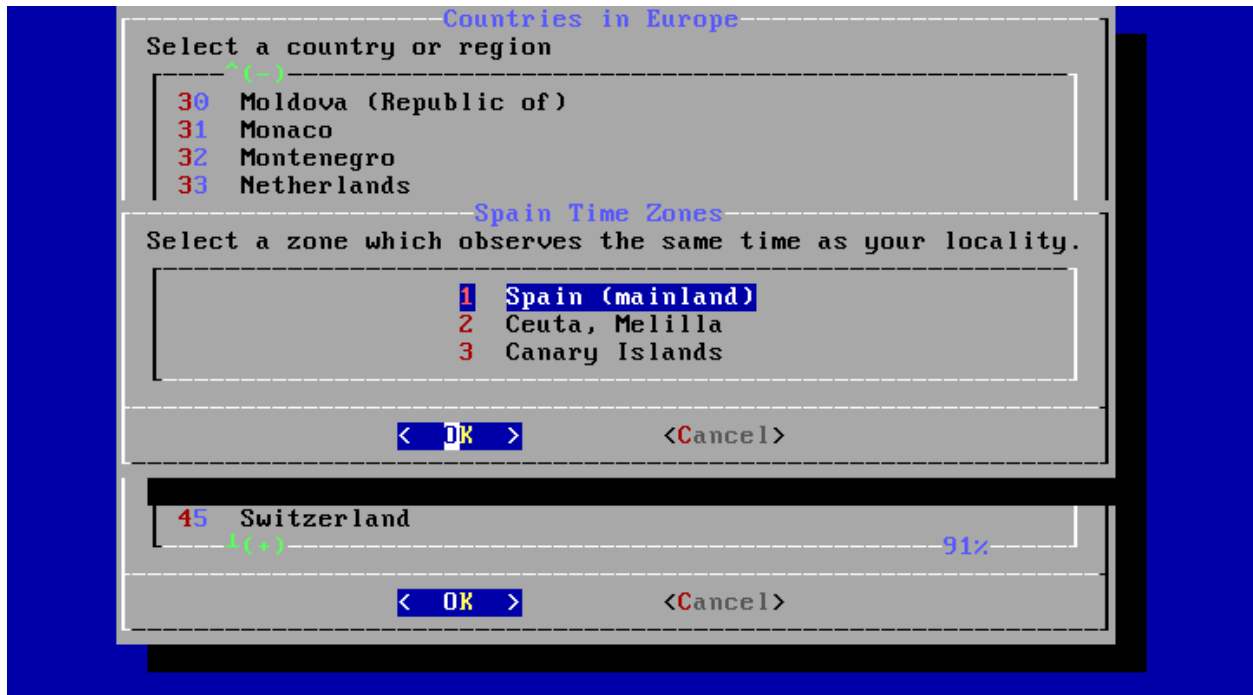 Countries in Europe
Select a country or region
^(-)
30 Moldova (Republic of)
31 Monaco
32 Montenegro
33 Netherlands
Spain Time Zones
Select a zone which observes the same time as your locality.
1 Spain (mainland)
2 Ceuta, Melilla
3 Canary Islands
< OK > <Cancel>
45 Switzerland
┴(+) 91%
< OK > <Cancel>